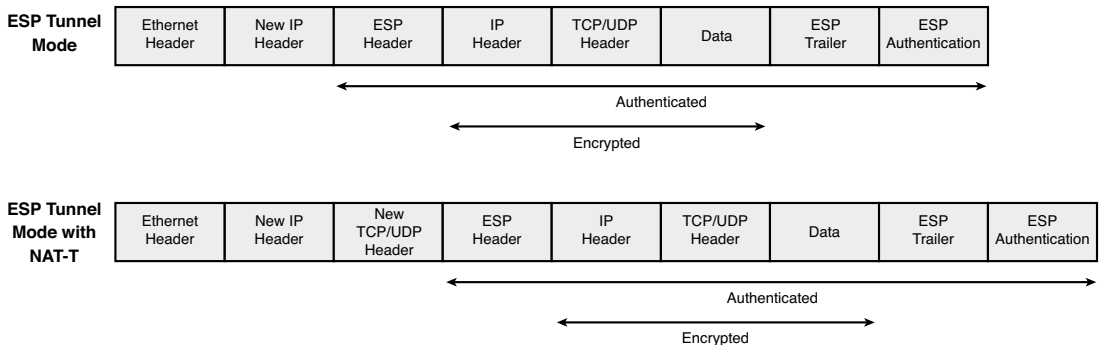 ESP Tunnel
Mode
Ethernet
Header
New IP
Header
ESP
Header
IP
Header
TCP/UDP
Header
Data
ESP
Trailer
ESP
Authentication
Authenticated
Encrypted
ESP Tunnel
Mode with
NAT-T
Ethernet
Header
New IP
Header
New
TCP/UDP
Header
ESP
Header
IP
Header
TCP/UDP
Header
Data
ESP
Trailer
ESP
Authentication
Authenticated
Encrypted